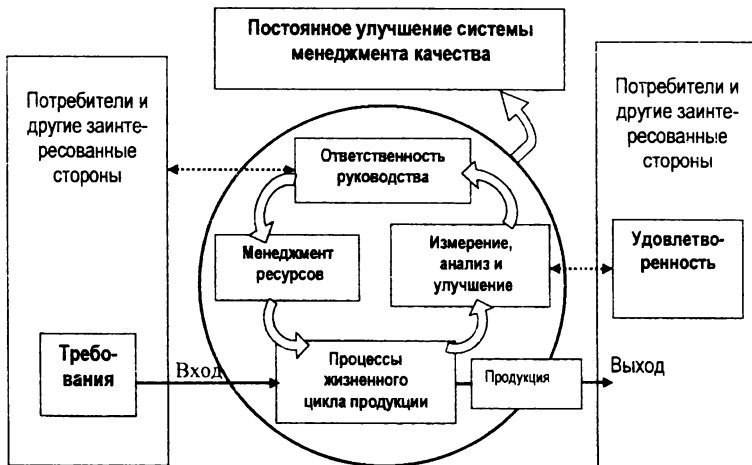 Постоянное улучшение системы
менеджмента качества
Потребители и
другие заинте-
ресованные
стороны
Потребители и
другие заинте-
ресованные
стороны
Ответственность
руководства
Менеджмент
ресурсов
Измерение,
анализ и
улучшение
Удовлетво-
ренность
Требо-
вания
Вход
Процессы
жизненного
цикла продукции
Продукция
Выход